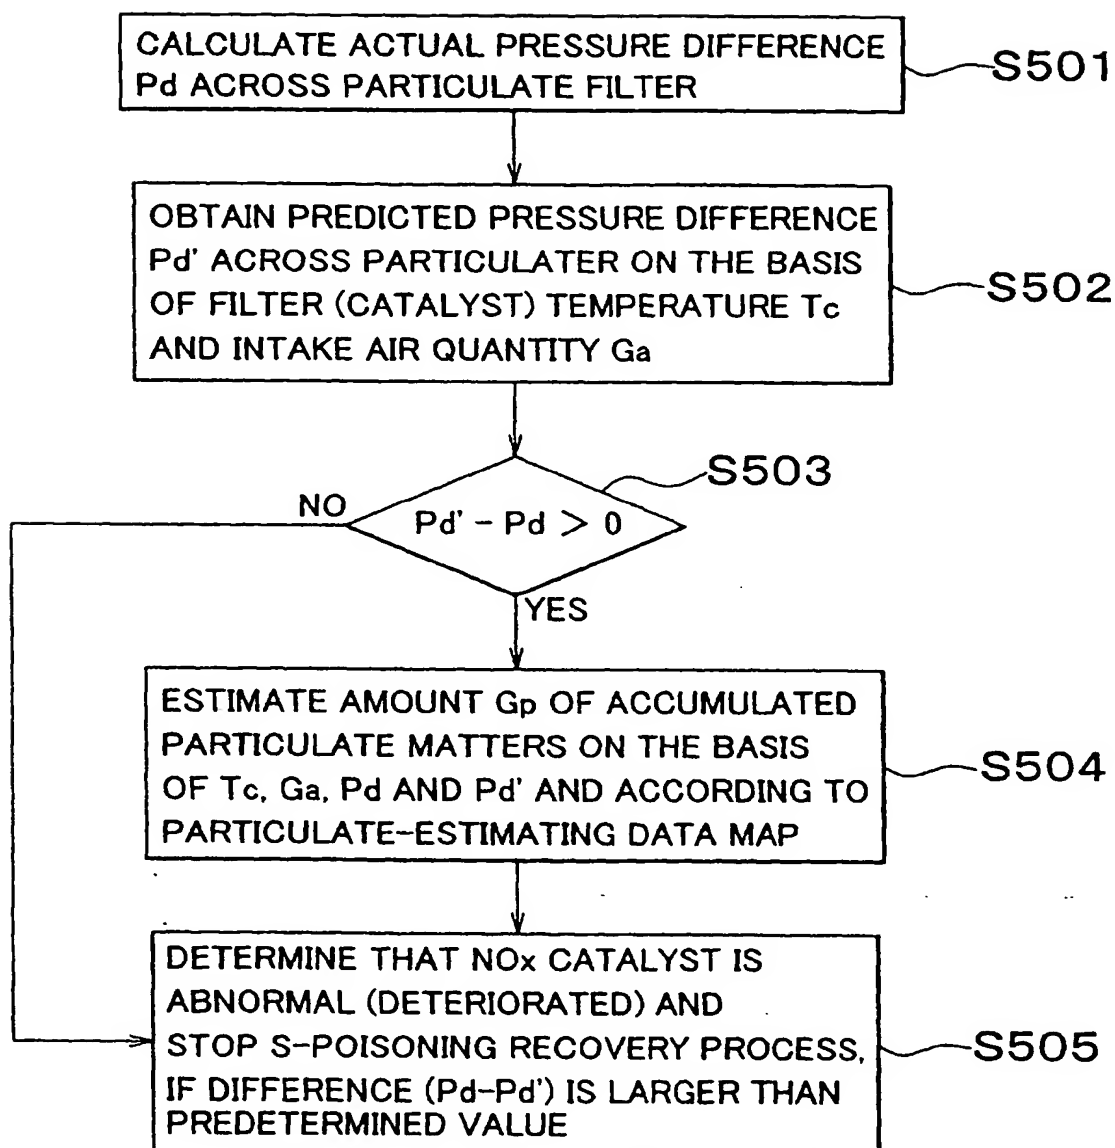 CALCULATE ACTUAL PRESSURE DIFFERENCE
Pd ACROSS PARTICULATE FILTER
S501
OBTAIN PREDICTED PRESSURE DIFFERENCE
Pd' ACROSS PARTICULATER ON THE BASIS
OF FILTER (CATALYST) TEMPERATURE Tc
AND INTAKE AIR QUANTITY Ga
S502
S503
NO
Pd' - Pd > 0
YES
ESTIMATE AMOUNT Gp OF ACCUMULATED
PARTICULATE MATTERS ON THE BASIS
OF Tc, Ga, Pd AND Pd' AND ACCORDING TO
PARTICULATE-ESTIMATING DATA MAP
S504
DETERMINE THAT NOx CATALYST IS
ABNORMAL (DETERIORATED) AND
STOP S-POISONING RECOVERY PROCESS,
IF DIFFERENCE (Pd-Pd') IS LARGER THAN
PREDETERMINED VALUE
S505